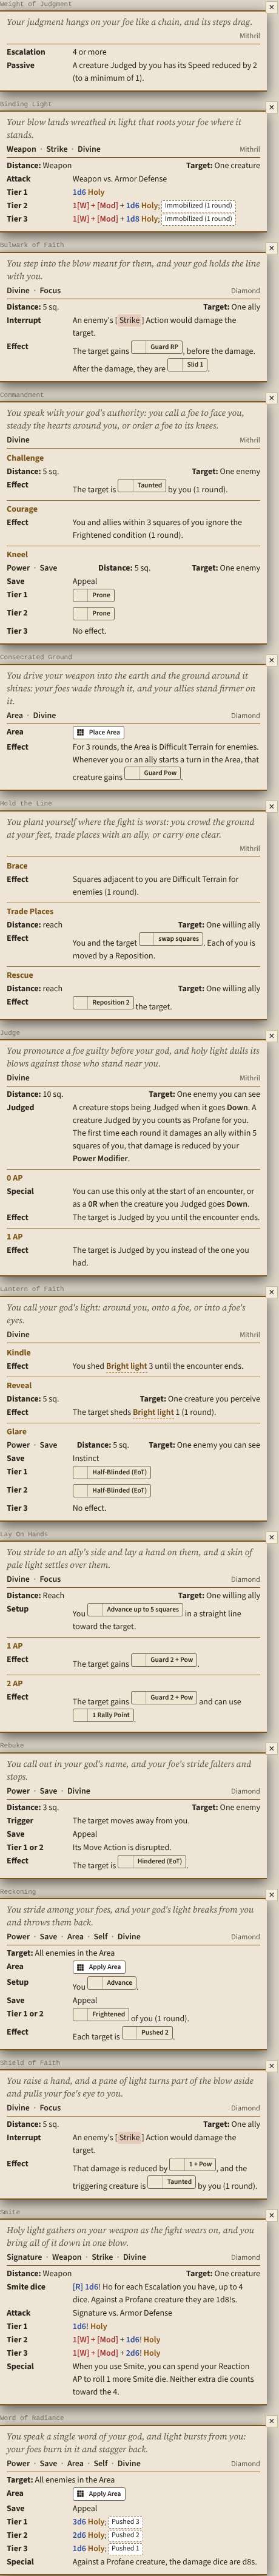 Weight of Judgment
Your judgment hangs on your foe like a chain, and its steps drag.
Mithril
Escalation 4 or more
Passive A creature Judged by you has its Speed reduced by 2
(to a minimum of 1).
Binding Light
Your blow lands wreathed in light that roots your foe where it
stands.
Weapon · Strike · Divine
Distance: Weapon Target: One creature
Attack Weapon vs. Armor Defense
Tier 1 1d6 Holy
Tier 2 1[W] + [Mod] + 1d6 Holy; Immobilized (1 round)
Tier 3 1[W] + [Mod] + 1d8 Holy; Immobilized (1 round)
Bulwark of Faith
You step into the blow meant for them, and your god holds the line
with you.
Divine · Focus Diamond
Distance: 5 sq. Target: One ally
Interrupt An enemy's [Strike] Action would damage the
target.
Effect The target gains Guard RP, before the damage.
After the damage, they are Slid 1.
Commandment
You speak with your god's authority: you call a foe to face you,
steady the hearts around you, or order a foe to its knees.
Divine Mithril
Challenge
Distance: 5 sq. Target: One enemy
Effect The target is Taunted by you (1 round).
Courage
Effect You and allies within 3 squares of you ignore the
Frightened condition (1 round).
Kneel
Power · Save Distance: 5 sq. Target: One enemy
Save Appeal
Tier 1 Prone
Tier 2 Prone
Tier 3 No effect.
Consecrated Ground
You drive your weapon into the earth and the ground around it
shines: your foes wade through it, and your allies stand firmer on
it.
Area · Divine Diamond
Area Place Area
Effect For 3 rounds, the Area is Difficult Terrain for enemies.
Whenever you or an ally starts a turn in the Area, that
creature gains Guard Pow.
Hold the Line
You plant yourself where the fight is worst: you crowd the ground
at your feet, trade places with an ally, or carry one clear.
Mithril
Brace
Effect Squares adjacent to you are Difficult Terrain for
enemies (1 round).
Trade Places
Distance: reach Target: One willing ally
Effect You and the target swap squares. Each of you is
moved by a Reposition.
Rescue
Distance: reach Target: One willing ally
Effect Reposition 2 the target.
Judge
You pronounce a foe guilty before your god, and holy light dulls its
blows against those who stand near you.
Divine Mithril
Distance: 10 sq. Target: One enemy you can see
Judged A creature stops being Judged when it goes Down. A
creature Judged by you counts as Profane for you.
The first time each round it damages an ally within 5
squares of you, that damage is reduced by your
Power Modifier.
0 AP
Special You can use this only at the start of an encounter, or
as a 0R when the creature you Judged goes Down.
Effect The target is Judged by you until the encounter ends.
1 AP
Effect The target is Judged by you instead of the one you
had.
Lantern of Faith
You call your god's light: around you, onto a foe, or into a foe's
eyes.
Divine Mithril
Kindle
Effect You shed Bright light 3 until the encounter ends.
Reveal
Distance: 5 sq. Target: One creature you perceive
Effect The target sheds Bright light 1 (1 round).
Glare
Power · Save Distance: 5 sq. Target: One enemy you can see
Save Instinct
Tier 1 Half-Blinded (EoT)
Tier 2 Half-Blinded (EoT)
Tier 3 No effect.
Lay On Hands
You stride to an ally's side and lay a hand on them, and a skin of
pale light settles over them.
Divine · Focus Diamond
Distance: Reach Target: One willing ally
Setup You Advance up to 5 squares in a straight line
toward the target.
1 AP
Effect The target gains Guard 2 + Pow.
2 AP
Effect The target gains Guard 2 + Pow and can use
1 Rally Point.
Rebuke
You call out in your god's name, and your foe's stride falters and
stops.
Power · Save · Divine Diamond
Distance: 3 sq. Target: One enemy
Trigger The target moves away from you.
Save Appeal
Tier 1 or 2 Its Move Action is disrupted.
Effect The target is Hindered (EoT).
Reckoning
You stride among your foes, and your god's light breaks from you
and throws them back.
Power · Save · Area · Self · Divine Diamond
Target: All enemies in the Area
Area Apply Area
Setup You Advance.
Save Appeal
Tier 1 or 2 Frightened of you (1 round).
Effect Each target is Pushed 2.
Shield of Faith
You raise a hand, and a pane of light turns part of the blow aside
and pulls your foe's eye to you.
Divine · Focus Diamond
Distance: 5 sq. Target: One ally
Interrupt An enemy's [Strike] Action would damage the
target.
Effect That damage is reduced by 1 + Pow, and the
triggering creature is Taunted by you (1 round).
Smite
Holy light gathers on your weapon as the fight wears on, and you
bring all of it down in one blow.
Signature · Weapon · Strike · Divine
Distance: Weapon Target: One creature
Smite dice [R] 1d6! Ho for each Escalation you have, up to 4
dice. Against a Profane creature they are 1d8!s.
Attack Signature vs. Armor Defense
Tier 1 1d6! Holy
Tier 2 1[W] + [Mod] + 1d6! Holy
Tier 3 1[W] + [Mod] + 2d6! Holy
Special When you use Smite, you can spend your Reaction
AP to roll 1 more Smite die. Neither extra die counts
toward the 4.
Word of Radiance
You speak a single word of your god, and light bursts from you:
your foes burn in it and stagger back.
Power · Save · Area · Self · Divine Diamond
Target: All enemies in the Area
Area Apply Area
Save Appeal
Tier 1 3d6 Holy; Pushed 3
Tier 2 2d6 Holy; Pushed 2
Tier 3 1d6 Holy; Pushed 1
Special Against a Profane creature, the damage dice are d8s.